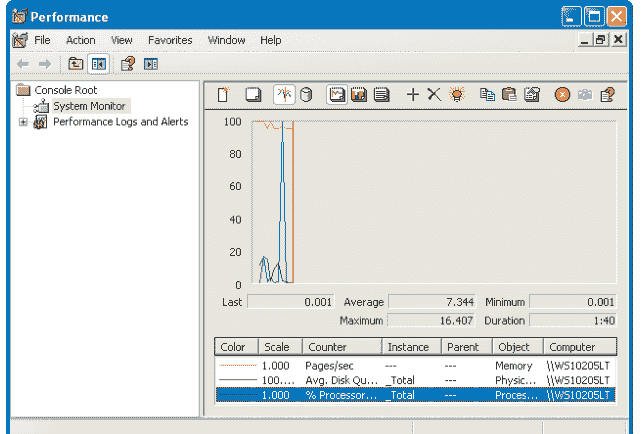 Performance
File Action View Favorites Window Help
Console Root
System Monitor
Performance Logs and Alerts
100
80
60
40
20
0
Last 0.001 Average 7.344 Minimum 0.001
Maximum 16.407 Duration 1:40
Color Scale Counter Instance Parent Object Computer
1.000 Pages/sec --- --- Memory \\WS10205LT
100.... Avg. Disk Qu... _Total --- Physic... \\WS10205LT
1.000 % Processor... _Total --- Proces... \\WS10205LT